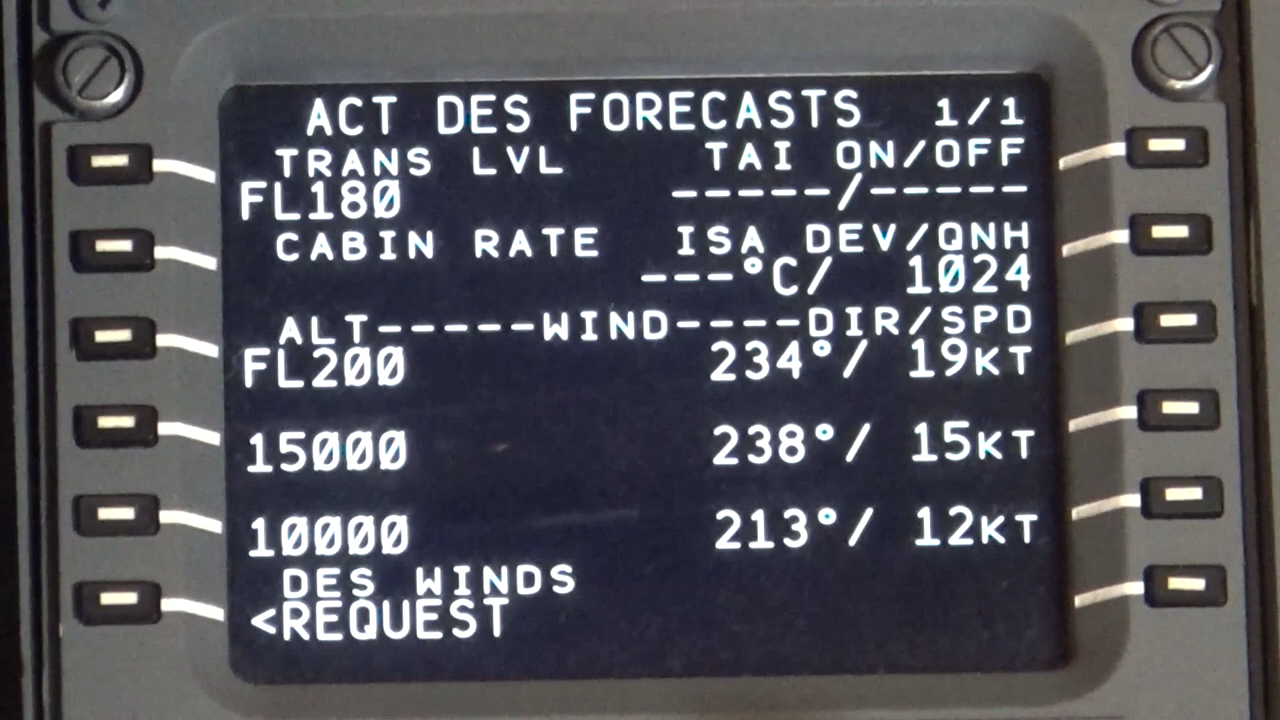 ACT DES FORECASTS 1/1
TRANS LVL TAI ON/OFF
FL180 -----/-----
CABIN RATE ISA DEV/QNH
---°C/ 1024
ALT-----WIND----DIR/SPD
FL200 234°/ 19KT
15000 238°/ 15KT
10000 213°/ 12KT
DES WINDS
<REQUEST